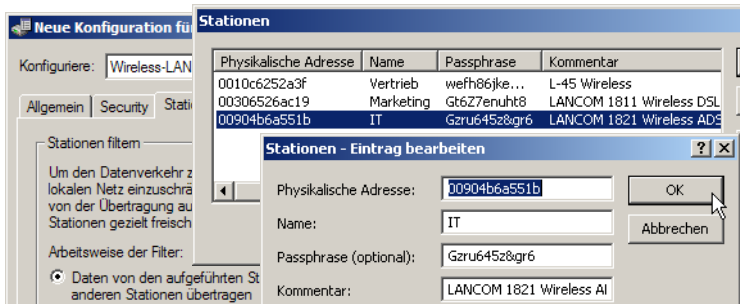 Neue Konfiguration fü
Konfiguriere: Wireless-LAN
Allgemein Security Stati
Stationen filtern
Um den Datenverkehr z
lokalen Netz einzuschrä
von der Übertragung au
Stationen gezielt freisch
Arbeitsweise der Filter:
Daten von den aufgeführten St
anderen Stationen übertragen
Stationen
Physikalische Adresse Name Passphrase Kommentar
0010c6252a3f Vertrieb wefh86jke... L-45 Wireless
00306526ac19 Marketing Gt6Z7enuht8 LANCOM 1811 Wireless DSL
00904b6a551b IT Gzru645z&gr6 LANCOM 1821 Wireless ADS
Stationen - Eintrag bearbeiten
Physikalische Adresse: 00904b6a551b OK
Name: IT Abbrechen
Passphrase (optional): Gzru645z&gr6
Kommentar: LANCOM 1821 Wireless AI